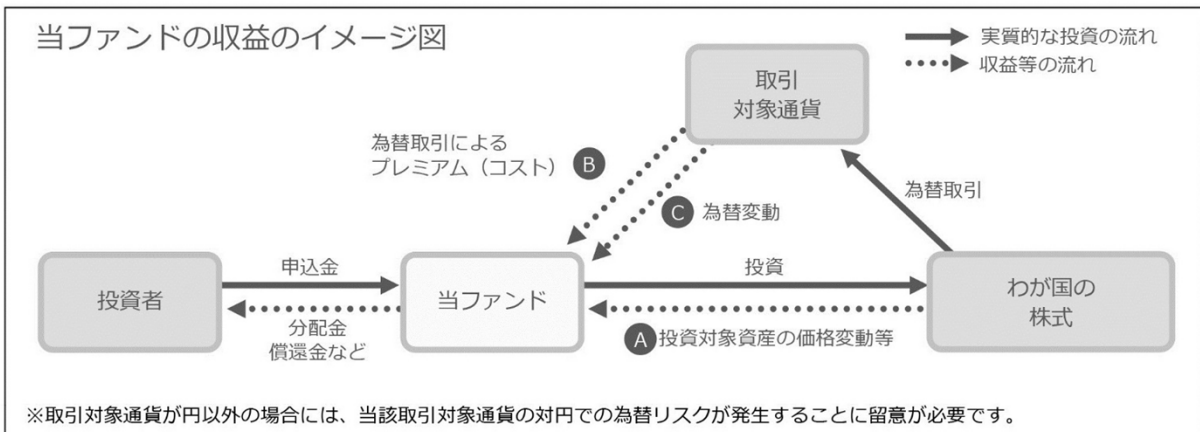 当ファンドの収益のイメージ図
実質的な投資の流れ
収益等の流れ
取引
対象通貨
為替取引による
プレミアム（コスト）
B
C
為替変動
為替取引
投資者
申込金
分配金
償還金など
当ファンド
投資
A
投資対象資産の価格変動等
わが国の
株式
※取引対象通貨が円以外の場合には、当該取引対象通貨の対円での為替リスクが発生することに留意が必要です。